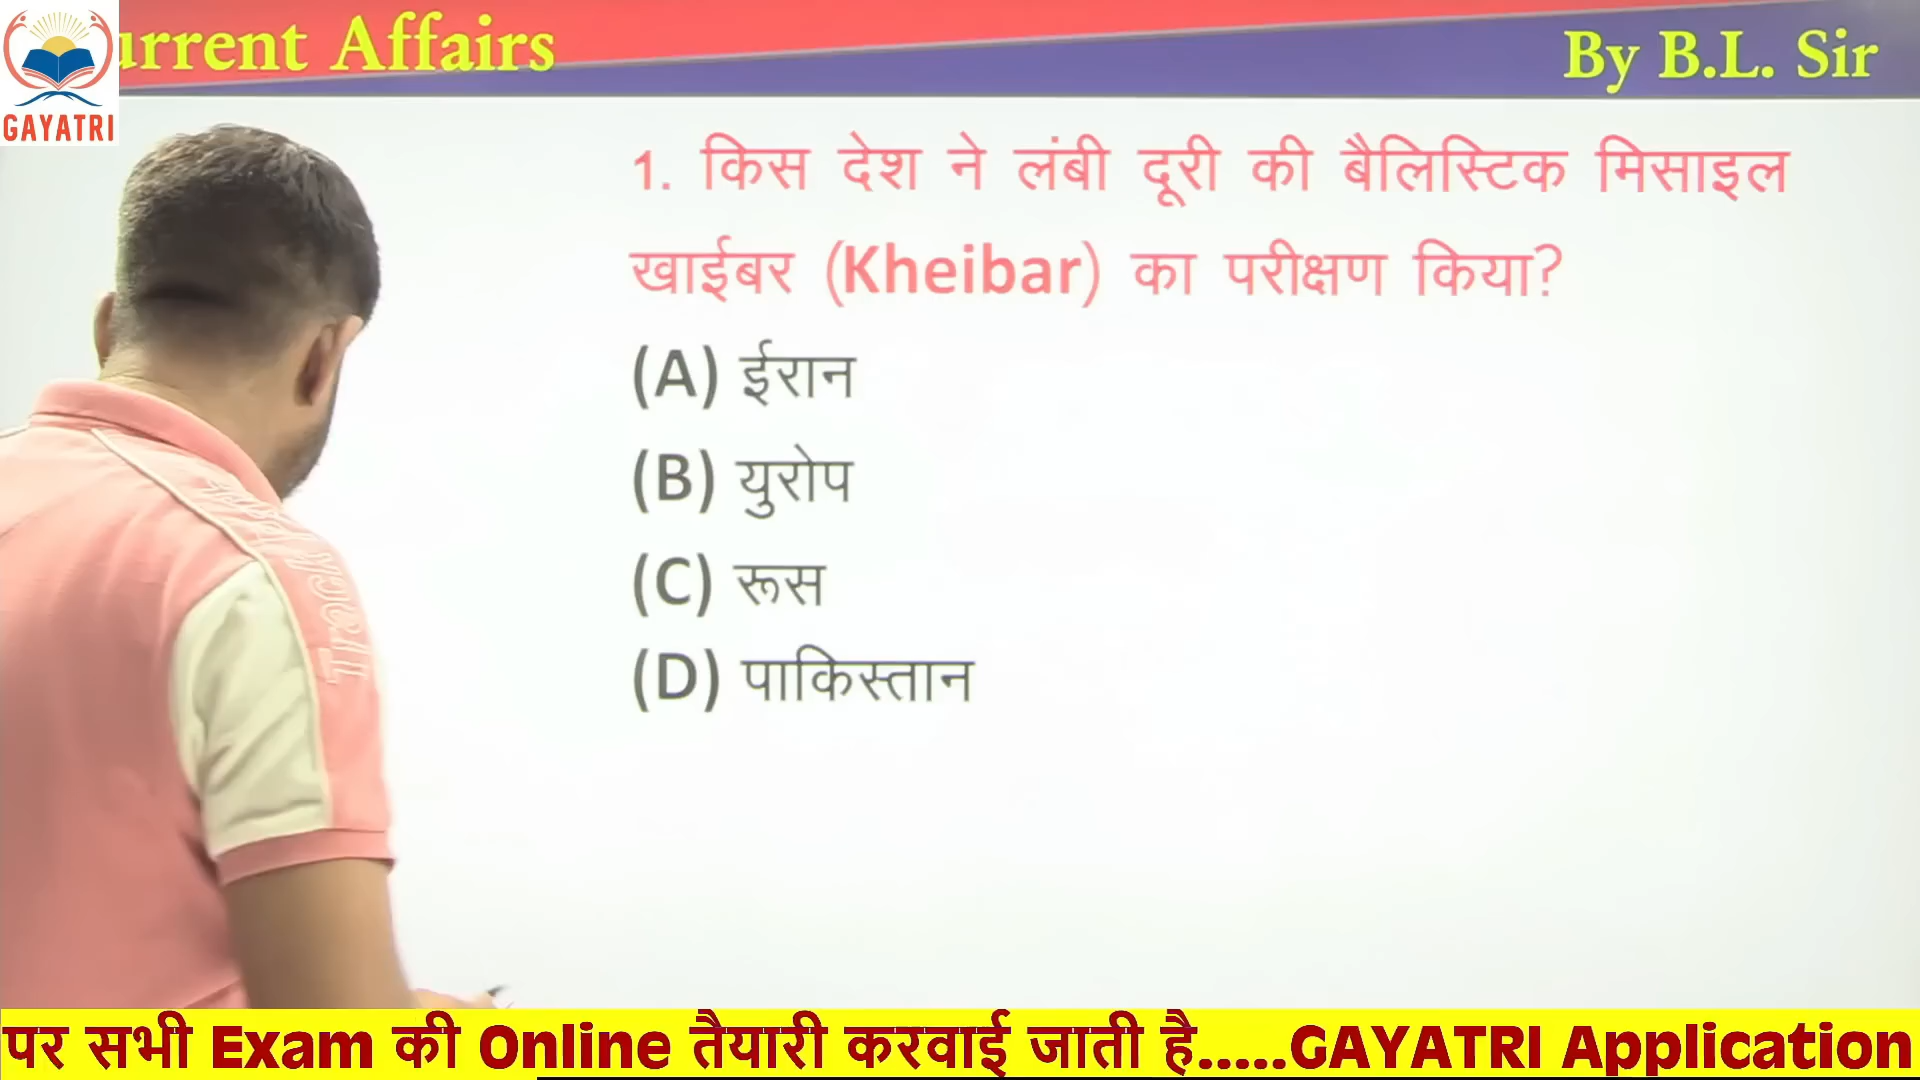 urrent Affairs
By B.L. Sir
GAYATRI
1. किस देश ने लंबी दूरी की बैलिस्टिक मिसाइल
खाईबर (Kheibar) का परीक्षण किया?
(A) ईरान
(B) युरोप
(C) रूस
(D) पाकिस्तान
पर सभी Exam की Online तैयारी करवाई जाती है.....GAYATRI Application